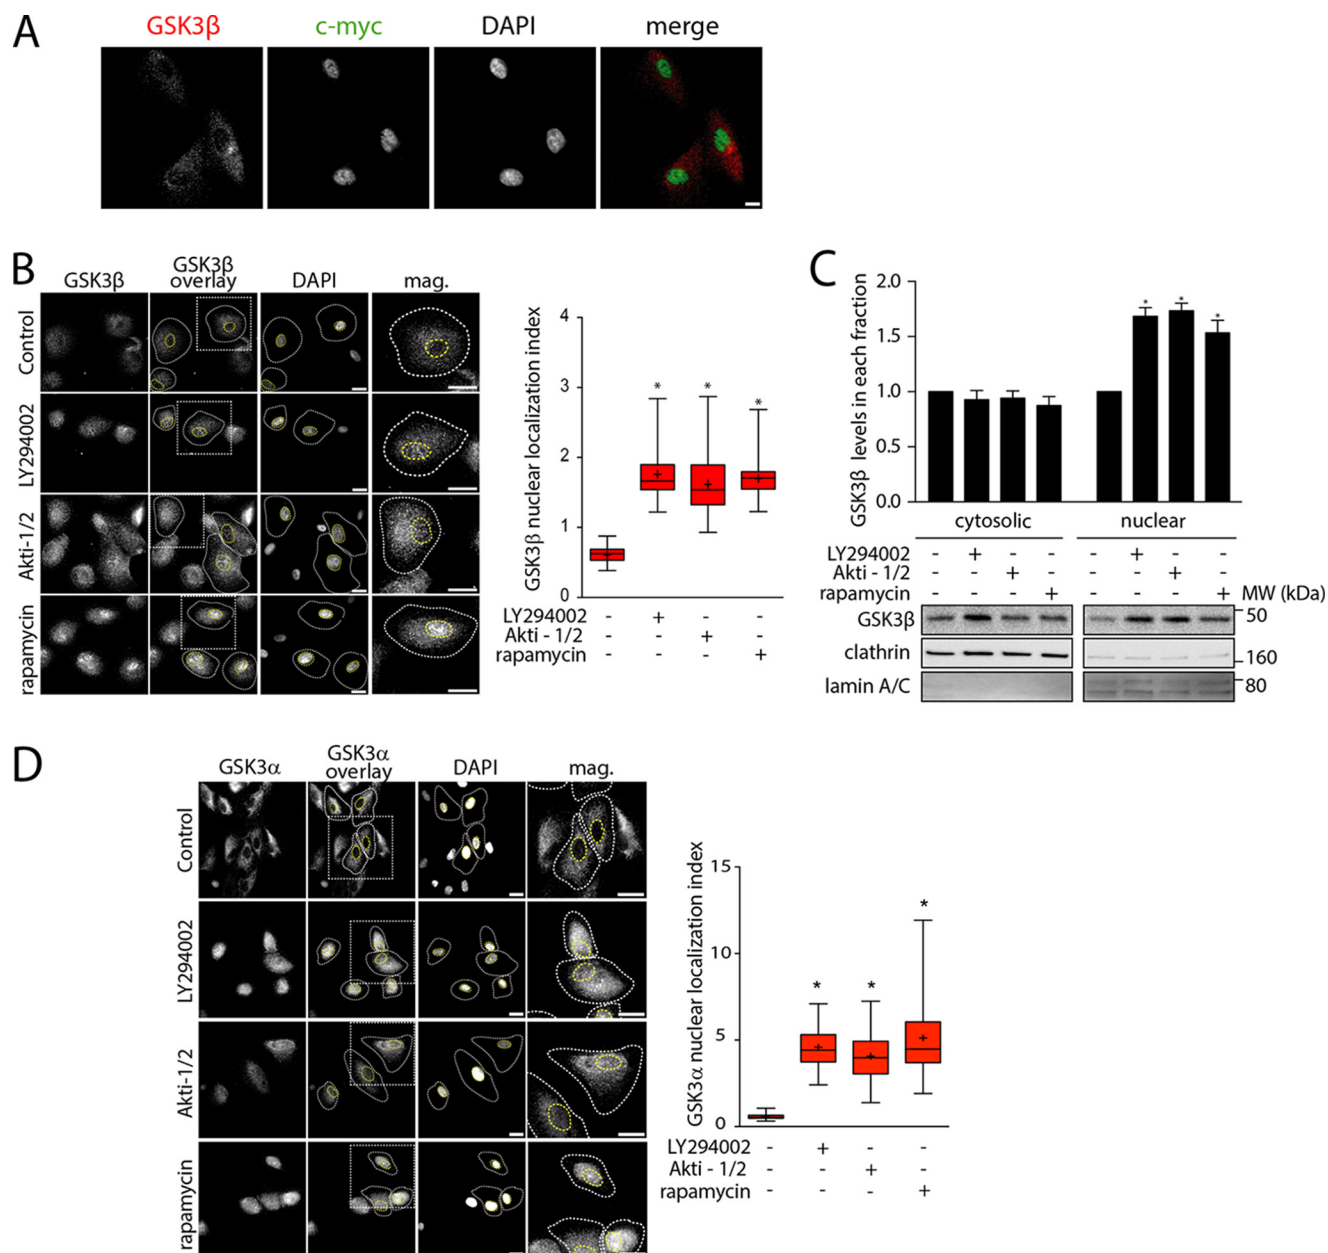 A
GSK3β c-myc DAPI merge
B
GSK3β GSK3β overlay DAPI mag.
Control
LY294002
Akti-1/2
rapamycin
GSK3β nuclear localization index
4
3
2
1
0
LY294002 - + - -
Akti - 1/2 - - + -
rapamycin - - - +
C
GSK3β levels in each fraction
2.0
1.5
1.0
0.5
0.0
* * *
cytosolic nuclear
LY294002 - + - - - + - -
Akti - 1/2 - - + - - - + -
rapamycin - - - + - - - + MW (kDa)
GSK3β 50
clathrin 160
lamin A/C 80
D
GSK3α GSK3α overlay DAPI mag.
Control
LY294002
Akti-1/2
rapamycin
GSK3α nuclear localization index
15
10
5
0
* * *
LY294002 - + - -
Akti - 1/2 - - + -
rapamycin - - - +